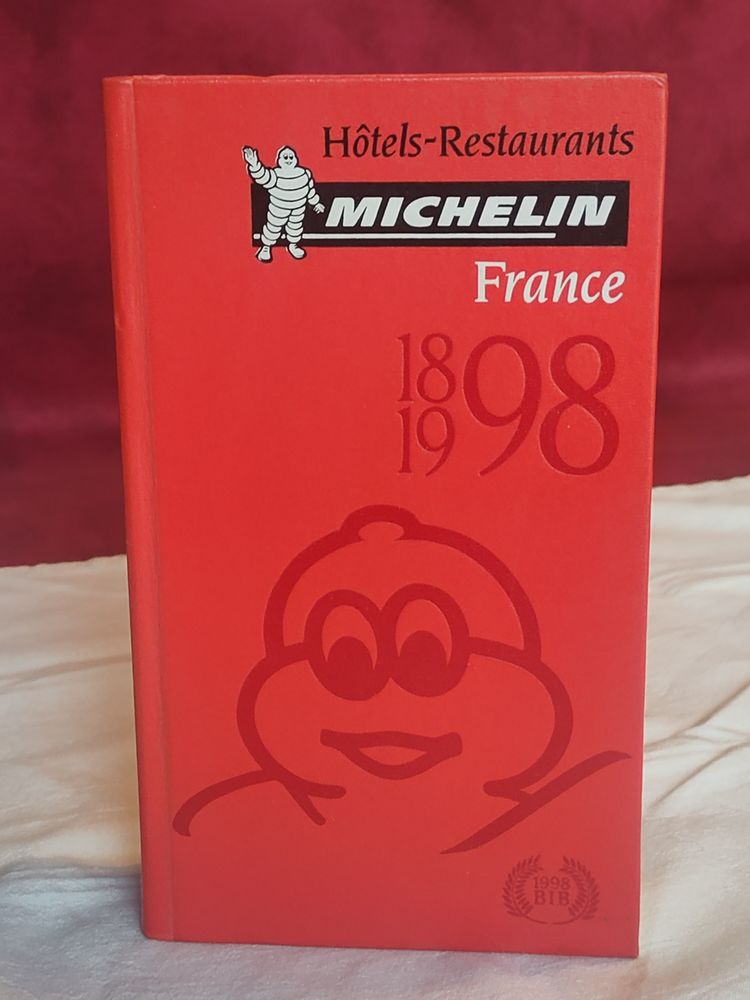 Hôtels-Restaurants
MICHELIN
France
18
19
98
1998
BIB